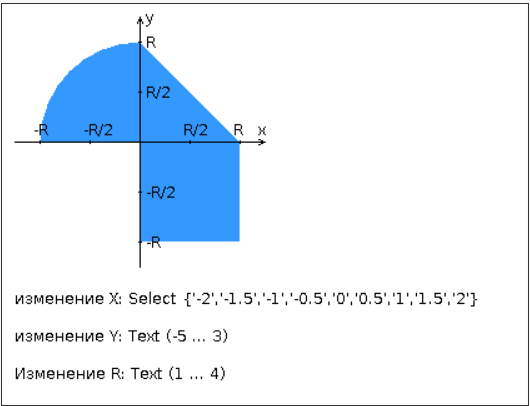 y
R
R/2
-R -R/2 R/2 R x
-R/2
-R
изменение X: Select {'-2','-1.5','-1','-0.5','0','0.5','1','1.5','2'}
изменение Y: Text (-5 ... 3)
Изменение R: Text (1 ... 4)